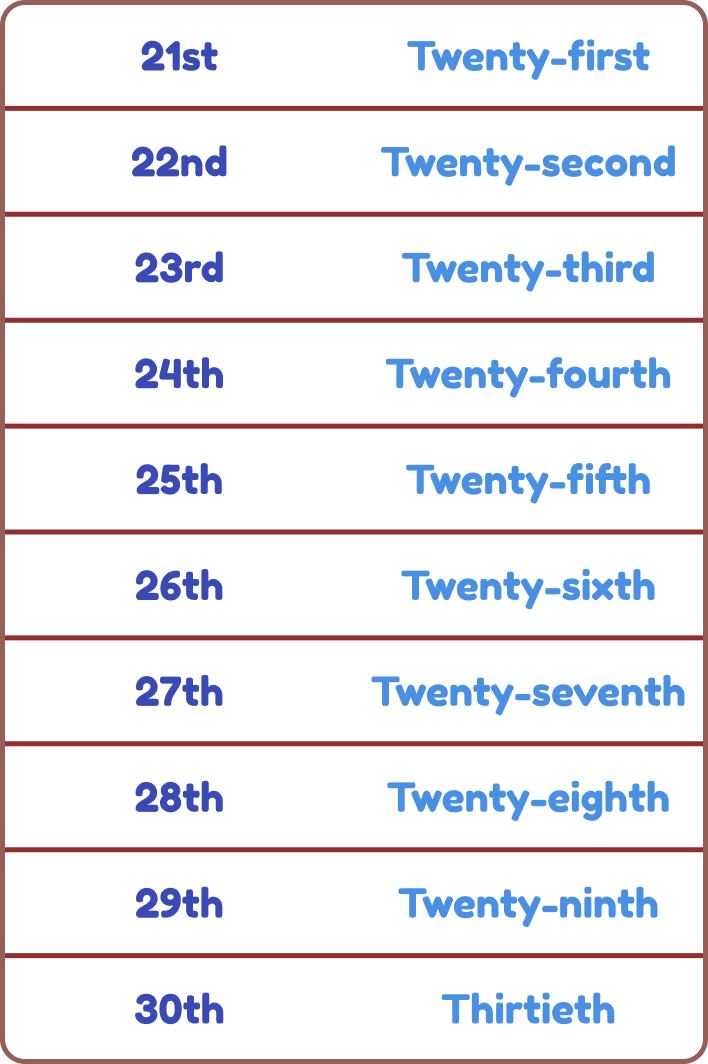 21st Twenty-first
22nd Twenty-second
23rd Twenty-third
24th Twenty-fourth
25th Twenty-fifth
26th Twenty-sixth
27th Twenty-seventh
28th Twenty-eighth
29th Twenty-ninth
30th Thirtieth